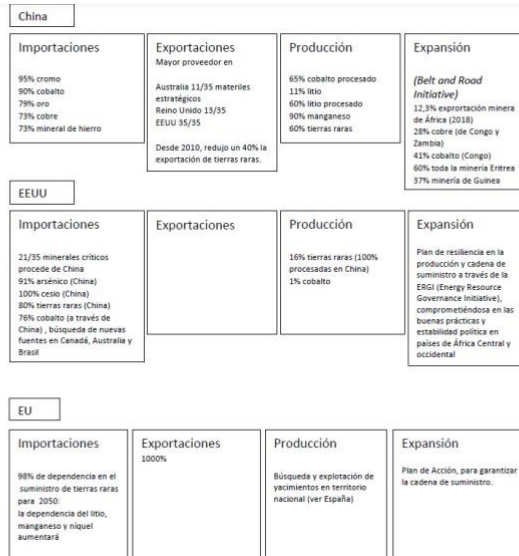 China
Importaciones
95% cromo
90% cobalto
79% oro
73% cobre
73% mineral de hierro
Exportaciones
Mayor proveedor en
Australia 11/35 materiles
estratégicos
Reino Unido 13/35
EEUU 35/35
Desde 2010, redujo un 40% la
exportación de tierras raras.
Producción
65% cobalto procesado
11% litio
60% litio procesado
90% manganeso
60% tierras raras
Expansión
(Belt and Road
Initiative)
12,3% exprortación minera
de África (2018)
28% cobre (de Congo y
Zambia)
41% cobalto (Congo)
60% toda la minería Eritrea
37% minería de Guinea
EEUU
Importaciones
21/35 minerales críticos
procede de China
91% arsénico (China)
100% cesio (China)
80% tierras raras (China)
76% cobalto (a través de
China) , búsqueda de nuevas
fuentes en Canadá, Australia y
Brasil
Exportaciones
Producción
16% tierras raras (100%
procesadas en China)
1% cobalto
Expansión
Plan de resiliencia en la
producción y cadena de
suministro a través de la
ERGI (Energy Resource
Governance Initiative),
comprometiéndosa en las
buenas prácticas y
estabilidad política en
países de África Central y
occidental
EU
Importaciones
98% de dependencia en el
suministro de tierras raras
para 2050:
la dependencia del litio,
manganeso y níquel
aumentará
Exportaciones
1000%
Producción
Búsqueda y explotación de
yacimientos en territorio
nacional (ver España)
Expansión
Plan de Acción, para garantizar
la cadena de suministro.